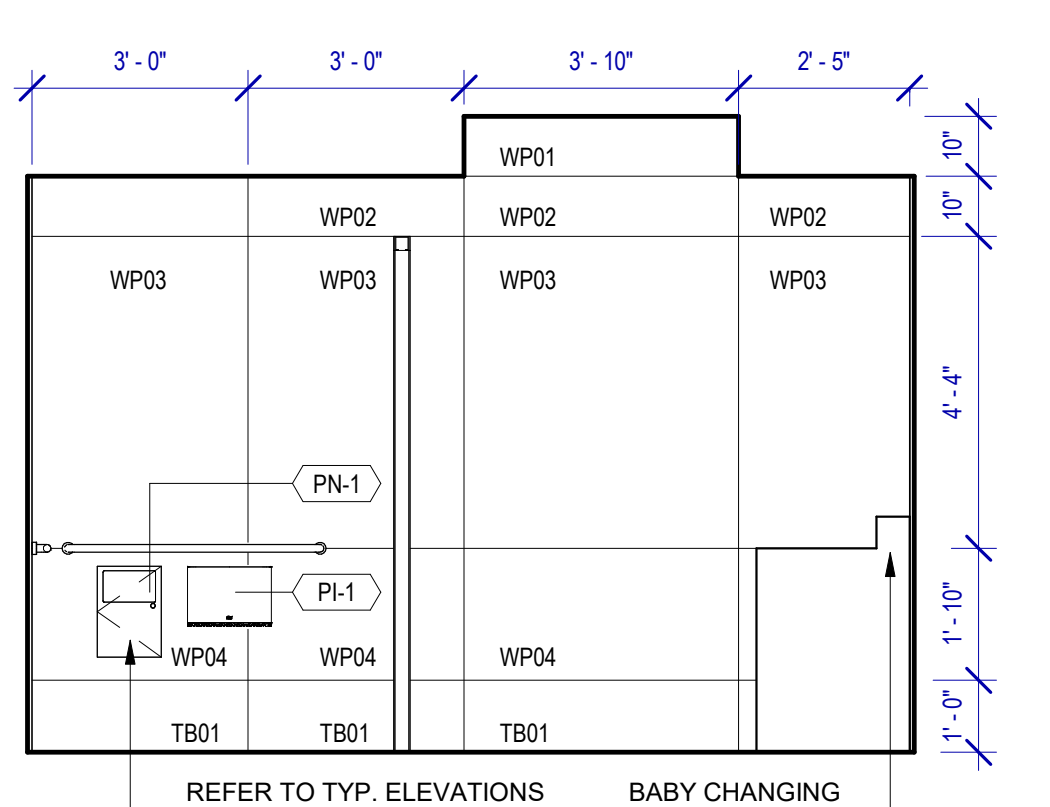 3' - 0" 3' - 0" 3' - 10" 2' - 5"
10"
WP01
10"
WP02 WP02 WP02
WP03 WP03 WP03 WP03
4' - 4"
PN-1
PI-1
1' - 10"
WP04 WP04 WP04
1' - 0"
TB01 TB01 TB01
REFER TO TYP. ELEVATIONS BABY CHANGING